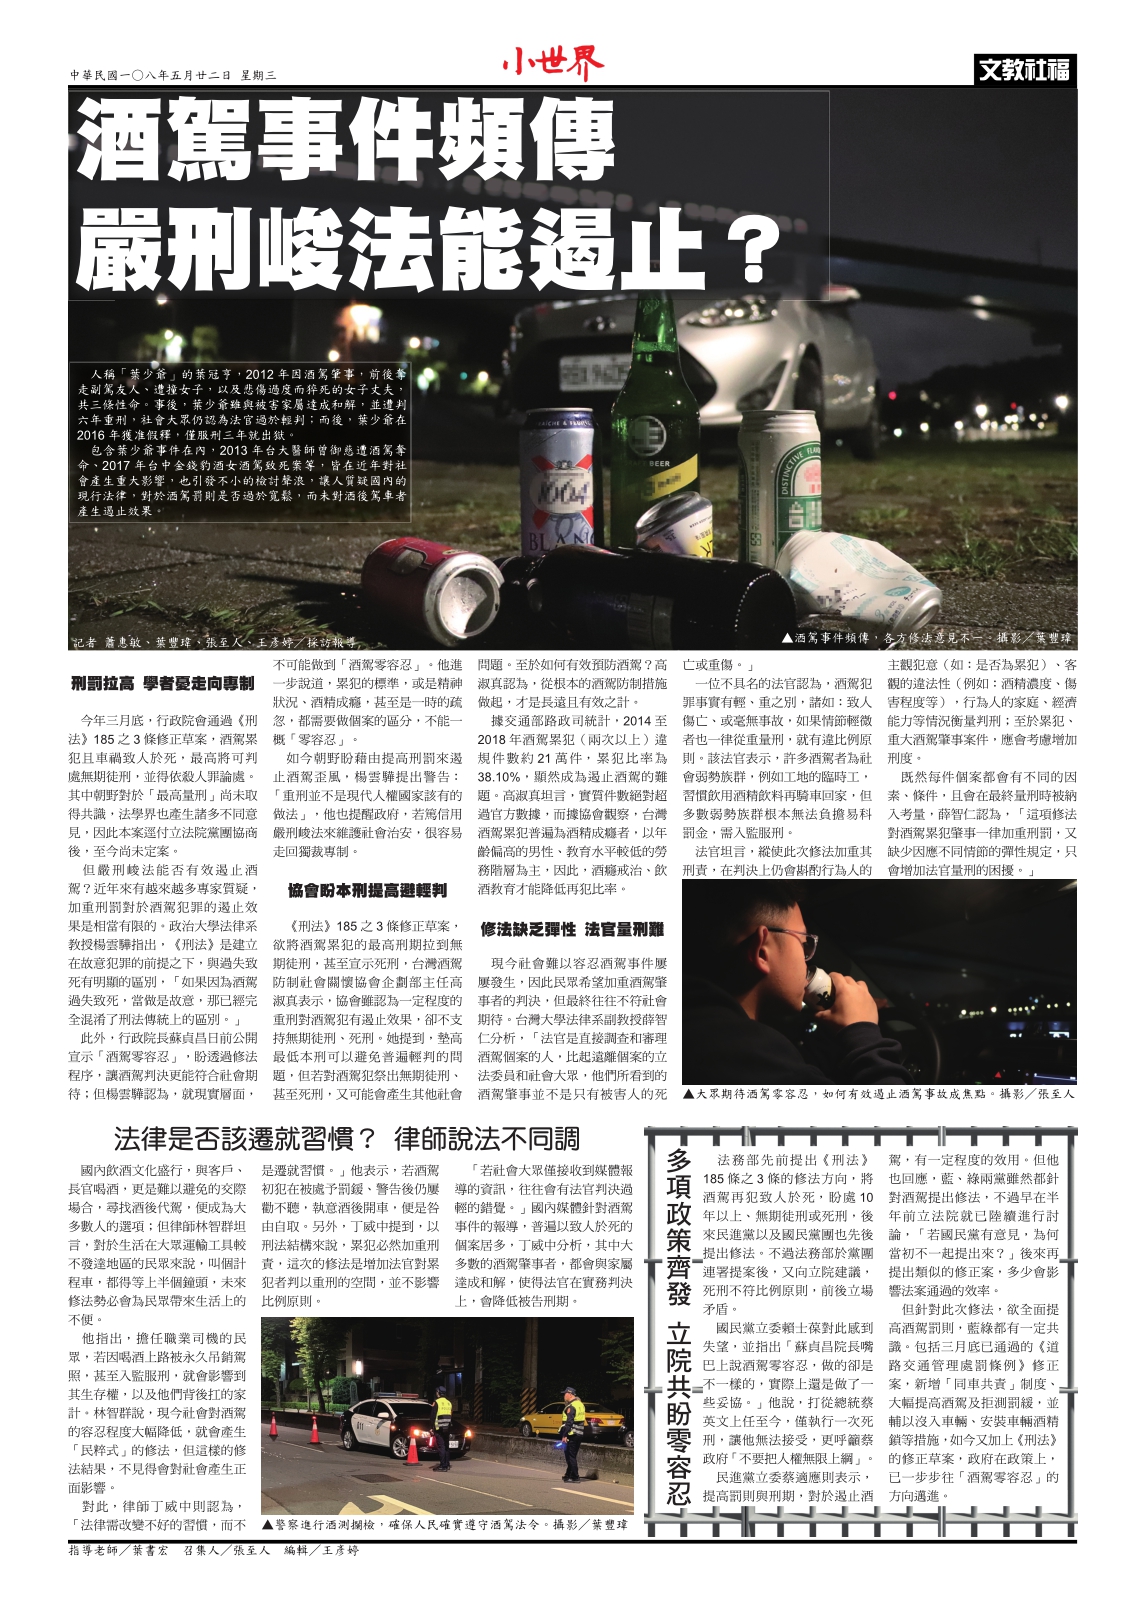 中華民國一〇八年五月廿二日 星期三
小世界
文教社福
酒駕事件頻傳
嚴刑峻法能遏止？
人稱「葉少爺」的葉冠亨，2012 年因酒駕肇事，前後奪
走副駕友人、遭撞女子，以及悲傷過度而猝死的女子丈夫，
共三條性命。事後，葉少爺雖與被害家屬達成和解，並遭判
六年重刑，社會大眾仍認為法官過於輕判；而後，葉少爺在
2016 年獲准假釋，僅服刑三年就出獄。
包含葉少爺事件在內，2013 年台大醫師曾御慈遭酒駕奪
命、2017 年台中金錢豹酒女酒駕致死案等，皆在近年對社
會產生重大影響，也引發不小的檢討聲浪，讓人質疑國內的
現行法律，對於酒駕罰則是否過於寬鬆，而未對酒後駕車者
產生遏止效果。
記者 蕭惠敏、葉豐瑋、張至人、王彥婷／採訪報導
▲酒駕事件頻傳，各方修法意見不一。攝影／葉豐瑋
刑罰拉高 學者憂走向專制
今年三月底，行政院會通過《刑
法》185 之 3 條修正草案，酒駕累
犯且車禍致人於死，最高將可判
處無期徒刑，並得依殺人罪論處。
其中朝野對於「最高量刑」尚未取
得共識，法學界也產生諸多不同意
見，因此本案逕付立法院黨團協商
後，至今尚未定案。
但嚴刑峻法能否有效遏止酒
駕？近年來有越來越多專家質疑，
加重刑罰對於酒駕犯罪的遏止效
果是相當有限的。政治大學法律系
教授楊雲驊指出，《刑法》是建立
在故意犯罪的前提之下，與過失致
死有明顯的區別，「如果因為酒駕
過失致死，當做是故意，那已經完
全混淆了刑法傳統上的區別。」
此外，行政院長蘇貞昌日前公開
宣示「酒駕零容忍」，盼透過修法
程序，讓酒駕判決更能符合社會期
待；但楊雲驊認為，就現實層面，
不可能做到「酒駕零容忍」。他進
一步說道，累犯的標準，或是精神
狀況、酒精成癮，甚至是一時的疏
忽，都需要做個案的區分，不能一
概「零容忍」。
如今朝野盼藉由提高刑罰來遏
止酒駕歪風，楊雲驊提出警告：
「重刑並不是現代人權國家該有的
做法」，他也提醒政府，若篤信用
嚴刑峻法來維護社會治安，很容易
走回獨裁專制。
協會盼本刑提高避輕判
《刑法》185 之 3 條修正草案，
欲將酒駕累犯的最高刑期拉到無
期徒刑，甚至宣示死刑，台灣酒駕
防制社會關懷協會企劃部主任高
淑真表示，協會雖認為一定程度的
重刑對酒駕犯有遏止效果，卻不支
持無期徒刑、死刑。她提到，墊高
最低本刑可以避免普遍輕判的問
題，但若對酒駕犯祭出無期徒刑、
甚至死刑，又可能會產生其他社會
問題。至於如何有效預防酒駕？高
淑真認為，從根本的酒駕防制措施
做起，才是長遠且有效之計。
據交通部路政司統計，2014 至
2018 年酒駕累犯（兩次以上）違
規件數約 21 萬件，累犯比率為
38.10%，顯然成為遏止酒駕的難
題。高淑真坦言，實質件數絕對超
過官方數據，而據協會觀察，台灣
酒駕累犯普遍為酒精成癮者，以年
齡偏高的男性、教育水平較低的勞
務階層為主，因此，酒癮戒治、飲
酒教育才能降低再犯比率。
修法缺乏彈性 法官量刑難
現今社會難以容忍酒駕事件屢
屢發生，因此民眾希望加重酒駕肇
事者的判決，但最終往往不符社會
期待。台灣大學法律系副教授薛智
仁分析，「法官是直接調查和審理
酒駕個案的人，比起遠離個案的立
法委員和社會大眾，他們所看到的
酒駕肇事並不是只有被害人的死
亡或重傷。」
一位不具名的法官認為，酒駕犯
罪事實有輕、重之別，諸如：致人
傷亡、或毫無事故，如果情節輕微
者也一律從重量刑，就有違比例原
則。該法官表示，許多酒駕者為社
會弱勢族群，例如工地的臨時工，
習慣飲用酒精飲料再騎車回家，但
多數弱勢族群根本無法負擔易科
罰金，需入監服刑。
法官坦言，縱使此次修法加重其
刑責，在判決上仍會斟酌行為人的
主觀犯意（如：是否為累犯）、客
觀的違法性（例如：酒精濃度、傷
害程度等），行為人的家庭、經濟
能力等情況衡量判刑；至於累犯、
重大酒駕肇事案件，應會考慮增加
刑度。
既然每件個案都會有不同的因
素、條件，且會在最終量刑時被納
入考量，薛智仁認為，「這項修法
對酒駕累犯肇事一律加重刑罰，又
缺少因應不同情節的彈性規定，只
會增加法官量刑的困擾。」
▲大眾期待酒駕零容忍，如何有效遏止酒駕事故成焦點。攝影／張至人
法律是否該遷就習慣？ 律師說法不同調
國內飲酒文化盛行，與客戶、
長官喝酒，更是難以避免的交際
場合，尋找酒後代駕，便成為大
多數人的選項；但律師林智群坦
言，對於生活在大眾運輸工具較
不發達地區的民眾來說，叫個計
程車，都得等上半個鐘頭，未來
修法勢必會為民眾帶來生活上的
不便。
他指出，擔任職業司機的民
眾，若因喝酒上路被永久吊銷駕
照，甚至入監服刑，就會影響到
其生存權，以及他們背後扛的家
計。林智群說，現今社會對酒駕
的容忍程度大幅降低，就會產生
「民粹式」的修法，但這樣的修
法結果，不見得會對社會產生正
面影響。
對此，律師丁威中則認為，
「法律需改變不好的習慣，而不
是遷就習慣。」他表示，若酒駕
初犯在被處予罰鍰、警告後仍屢
勸不聽，執意酒後開車，便是咎
由自取。另外，丁威中提到，以
刑法結構來說，累犯必然加重刑
責，這次的修法是增加法官對累
犯者判以重刑的空間，並不影響
比例原則。
「若社會大眾僅接收到媒體報
導的資訊，往往會有法官判決過
輕的錯覺。」國內媒體針對酒駕
事件的報導，普遍以致人於死的
個案居多，丁威中分析，其中大
多數的酒駕肇事者，都會與家屬
達成和解，使得法官在實務判決
上，會降低被告刑期。
▲警察進行酒測攔檢，確保人民確實遵守酒駕法令。攝影／葉豐瑋
多項政策齊發 立院共盼零容忍
法務部先前提出《刑法》
185 條之 3 的修法方向，將
酒駕再犯致人於死，盼處 10
年以上、無期徒刑或死刑，後
來民進黨以及國民黨團也先後
提出修法。不過法務部於黨團
連署提案後，又向立院建議，
死刑不符比例原則，前後立場
矛盾。
國民黨立委賴士葆對此感到
失望，並指出「蘇貞昌院長嘴
巴上說酒駕零容忍，做的卻是
不一樣的，實際上還是做了一
些妥協。」他說，打從總統蔡
英文上任至今，僅執行一次死
刑，讓他無法接受，更呼籲蔡
政府「不要把人權無限上綱」。
民進黨立委蔡適應則表示，
提高罰則與刑期，對於遏止酒
駕，有一定程度的效用。但他
也回應，藍、綠兩黨雖然都針
對酒駕提出修法，不過早在半
年前立法院就已陸續進行討
論，「若國民黨有意見，為何
當初不一起提出來？」後來再
提出類似的修正案，多少會影
響法案通過的效率。
但針對此次修法，欲全面提
高酒駕罰則，藍綠都有一定共
識。包括三月底已通過的《道
路交通管理處罰條例》修正
案，新增「同車共責」制度、
大幅提高酒駕及拒測罰鍰，並
輔以沒入車輛、安裝車輛酒精
鎖等措施，如今又加上《刑法》
的修正草案，政府在政策上，
已一步步往「酒駕零容忍」的
方向邁進。
指導老師／葉書宏 召集人／張至人 編輯／王彥婷